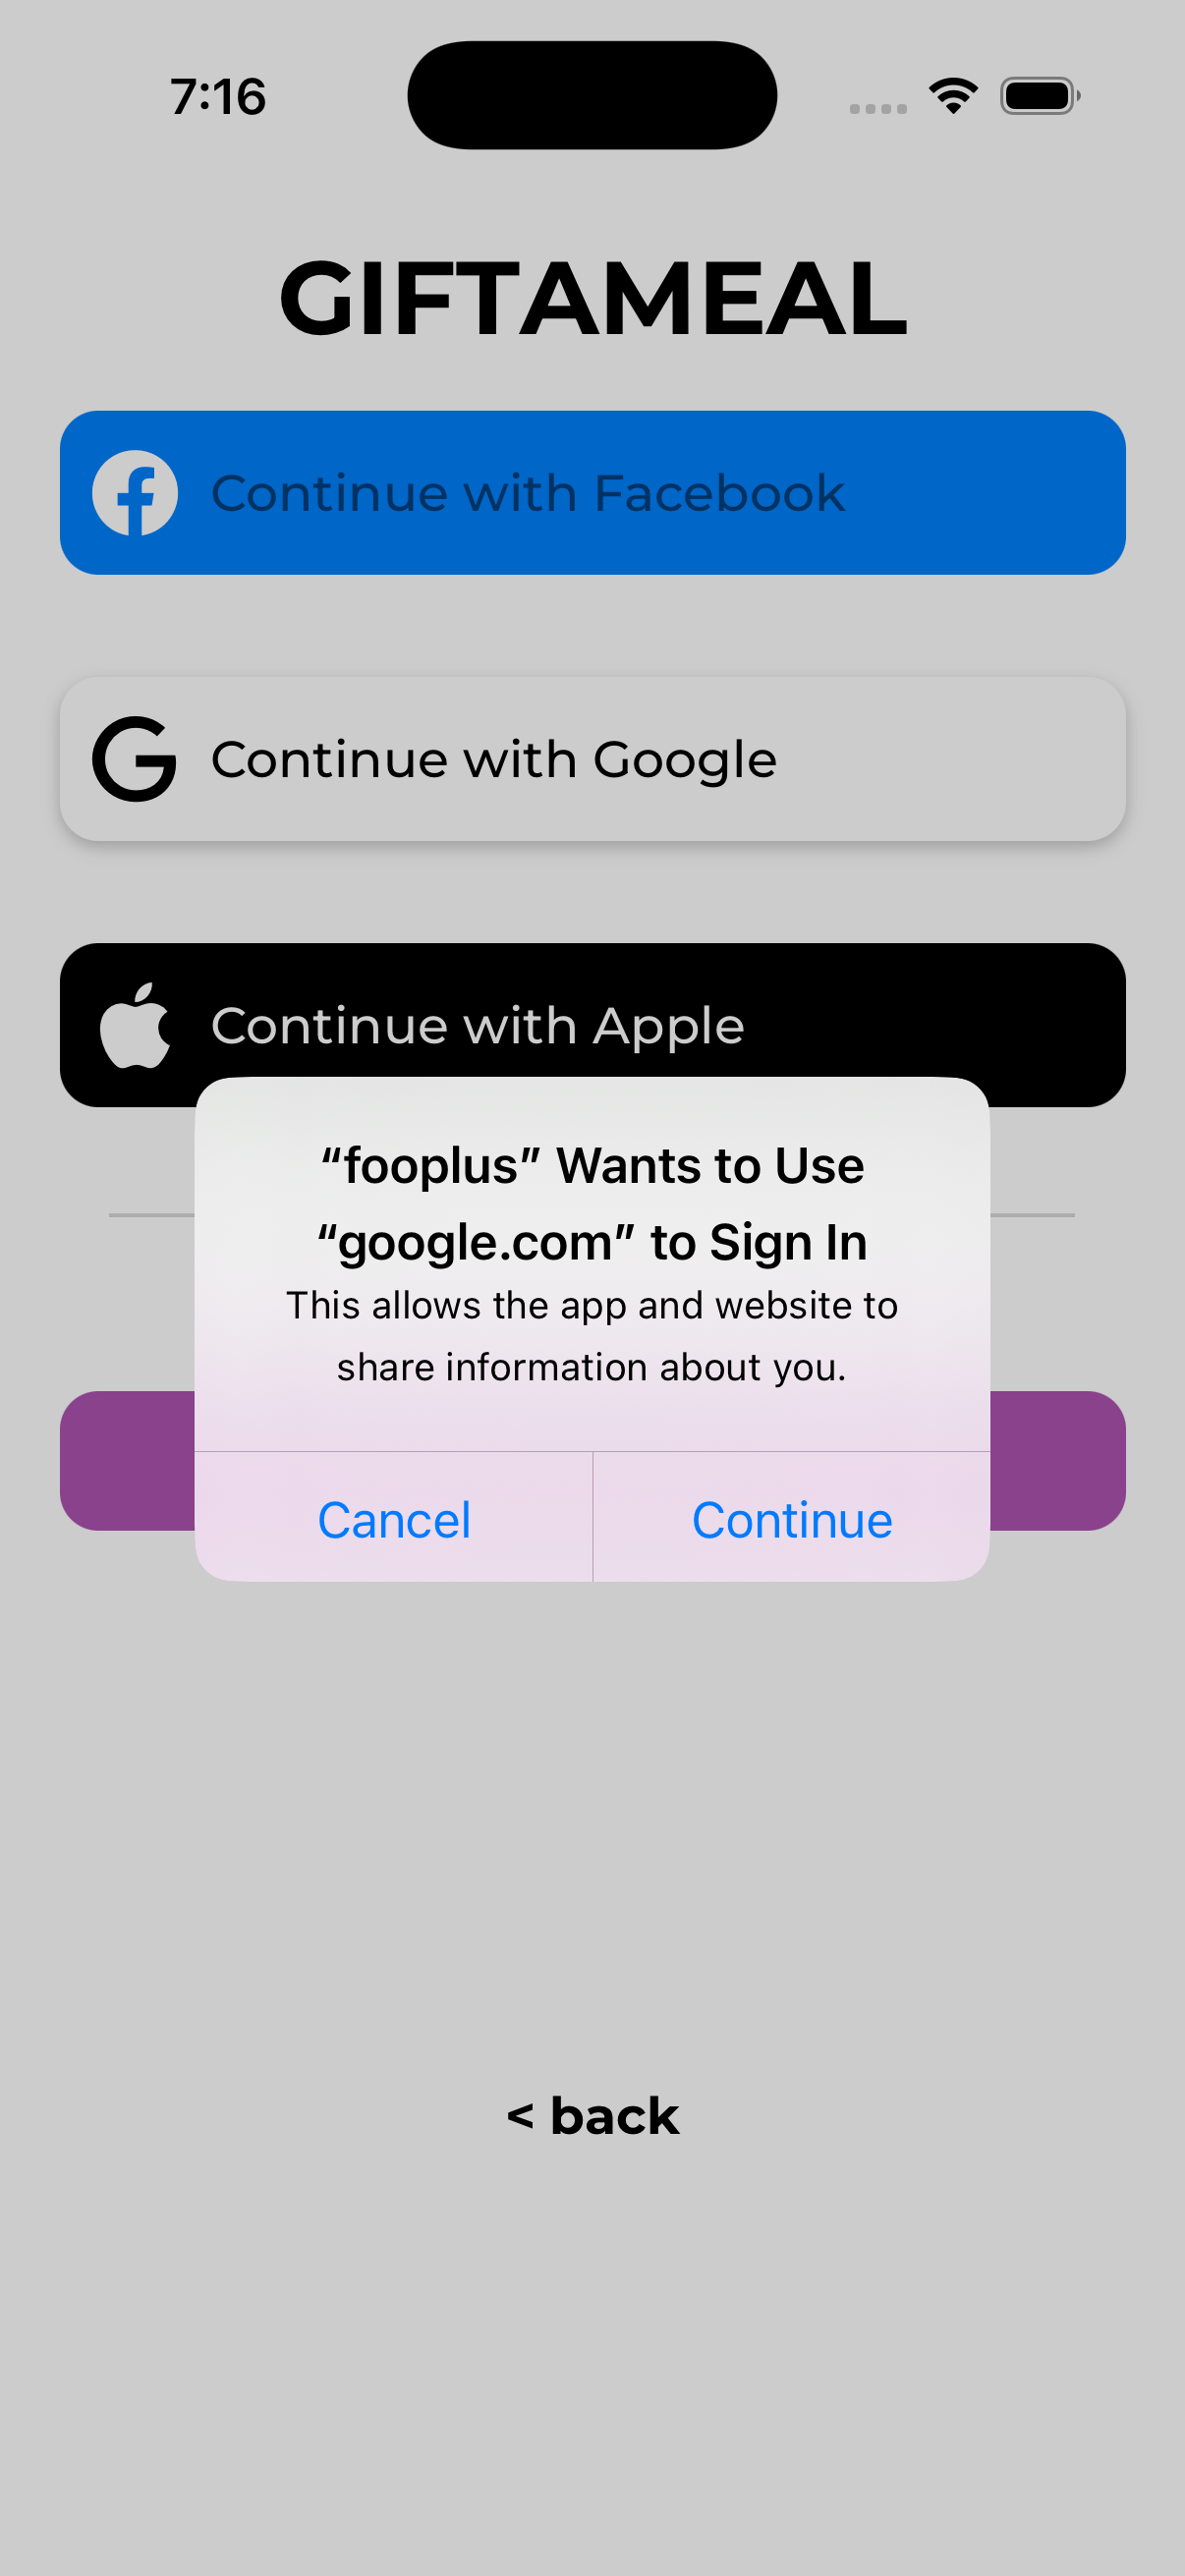 7:16
GIFTAMEAL
Continue with Facebook
Continue with Google
Continue with Apple
“fooplus” Wants to Use
“google.com” to Sign In
This allows the app and website to
share information about you.
Cancel
Continue
< back